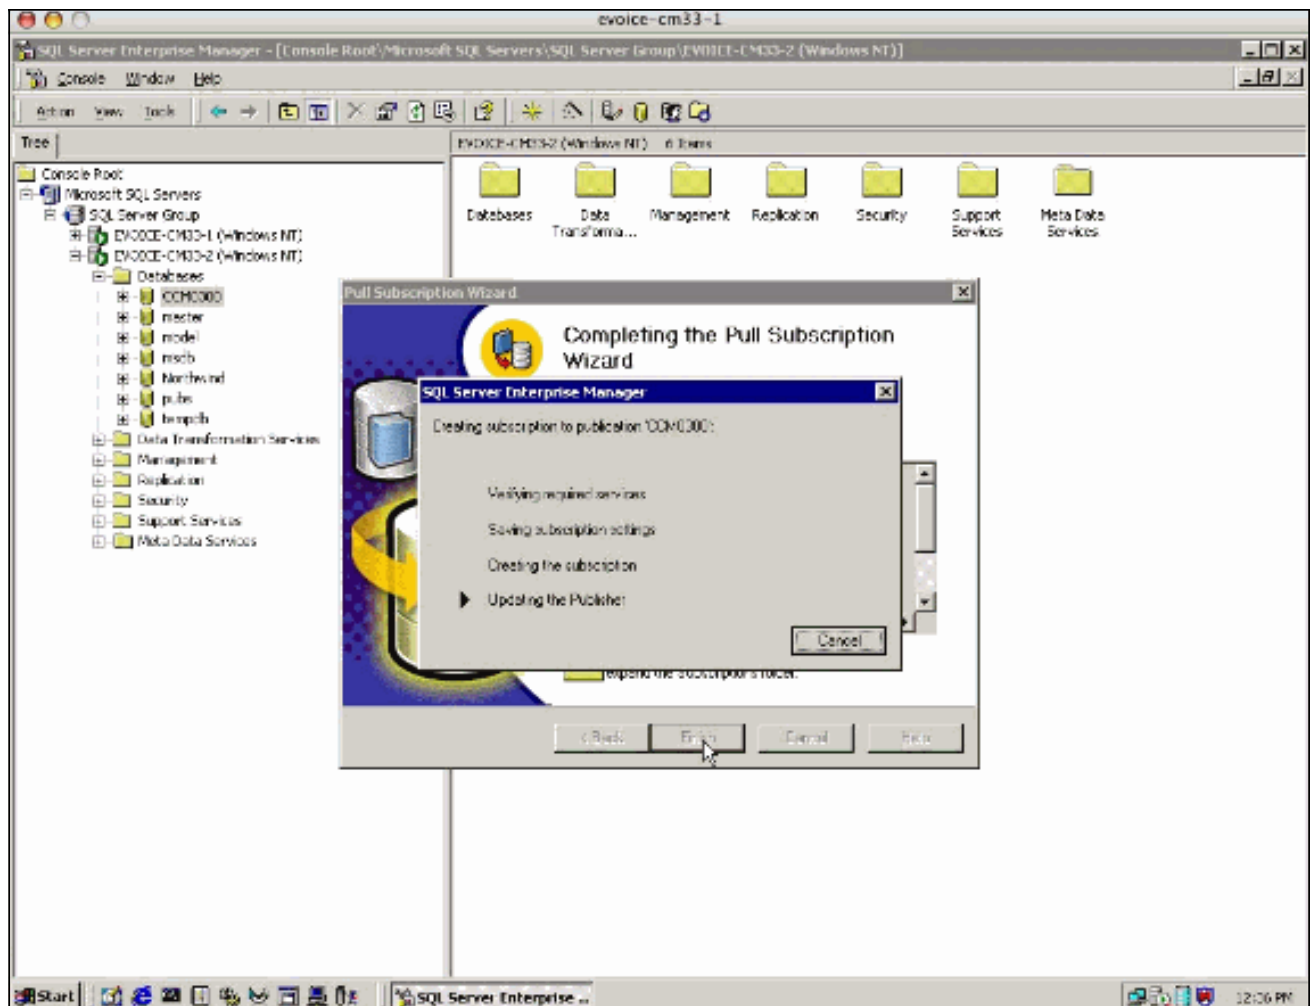 evoice-cm33-1
SQL Server Enterprise Manager - [Console Root\Microsoft SQL Servers\SQL Server Group\EVOICE-CM33-2 (Windows NT)]
Console Window Help
Action View Tools
Tree
EVOICE-CM33-2 (Windows NT) 6 Items
Console Root
Microsoft SQL Servers
SQL Server Group
EVOICE-CM33-1 (Windows NT)
EVOICE-CM33-2 (Windows NT)
Databases
CCM0300
master
model
msdb
Northwind
pubs
tempdb
Data Transformation Services
Management
Replication
Security
Support Services
Meta Data Services
Databases
Data
Transforma...
Management
Replication
Security
Support
Services
Meta Data
Services
Pull Subscription Wizard
Completing the Pull Subscription
Wizard
SQL Server Enterprise Manager
Creating subscription to publication 'CCM0300':
Verifying required services
Saving subscription settings
Creating the subscription
Updating the Publisher
Cancel
expand the Subscriptions folder.
< Back
Finish
Cancel
Help
Start
SQL Server Enterprise ...
12:06 PM